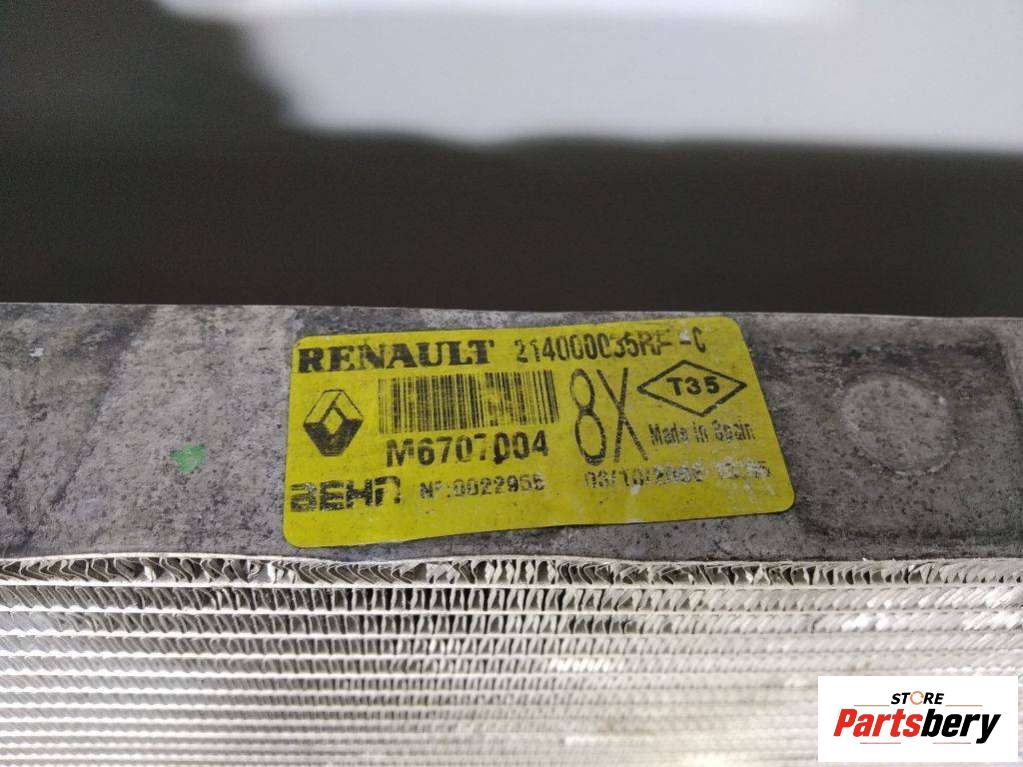 RENAULT 214000035RF -C
M6707004
8X
T35
Made in Spain
BEHR Nº:0022956
STORE
Partsbery